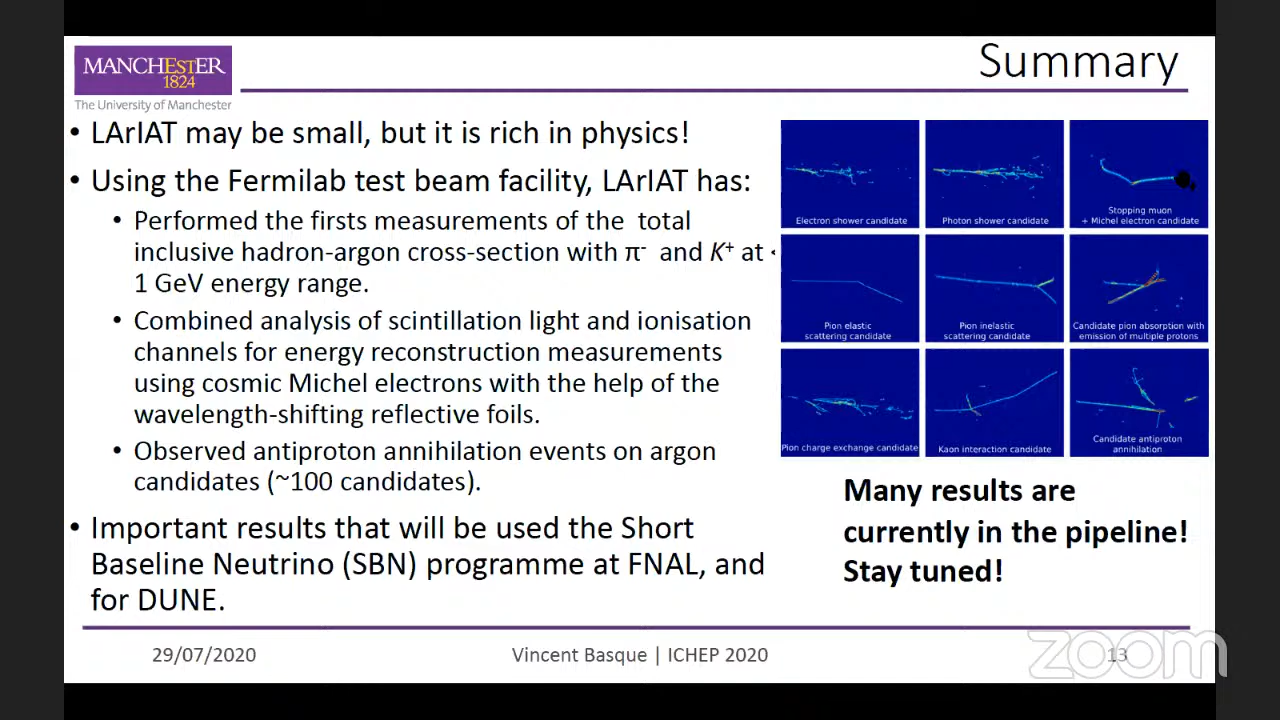 MANCHESTER
1824
The University of Manchester
Summary
• LArIAT may be small, but it is rich in physics!
• Using the Fermilab test beam facility, LArIAT has:
• Performed the firsts measurements of the total
inclusive hadron-argon cross-section with π⁻ and K⁺ at <
1 GeV energy range.
• Combined analysis of scintillation light and ionisation
channels for energy reconstruction measurements
using cosmic Michel electrons with the help of the
wavelength-shifting reflective foils.
• Observed antiproton annihilation events on argon
candidates (~100 candidates).
• Important results that will be used the Short
Baseline Neutrino (SBN) programme at FNAL, and
for DUNE.
Electron shower candidate
Photon shower candidate
Stopping muon
+ Michel electron candidate
Pion elastic
scattering candidate
Pion inelastic
scattering candidate
Candidate pion absorption with
emission of multiple protons
Pion charge exchange candidate
Kaon interaction candidate
Candidate antiproton
annihilation
Many results are
currently in the pipeline!
Stay tuned!
29/07/2020
Vincent Basque | ICHEP 2020
13
zoom